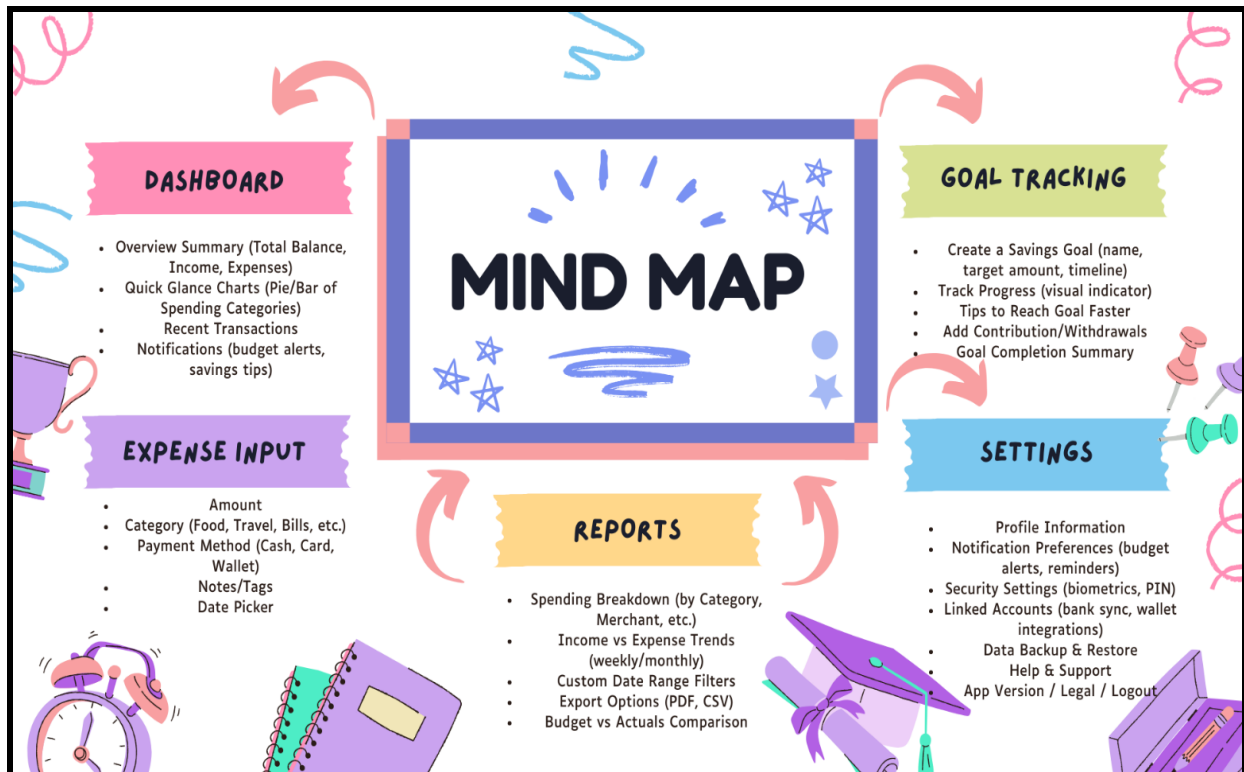 MIND MAP
DASHBOARD
• Overview Summary (Total Balance,
Income, Expenses)
• Quick Glance Charts (Pie/Bar of
Spending Categories)
• Recent Transactions
• Notifications (budget alerts,
savings tips)
EXPENSE INPUT
• Amount
• Category (Food, Travel, Bills, etc.)
• Payment Method (Cash, Card,
Wallet)
• Notes/Tags
• Date Picker
REPORTS
• Spending Breakdown (by Category,
Merchant, etc.)
• Income vs Expense Trends
(weekly/monthly)
• Custom Date Range Filters
• Export Options (PDF, CSV)
• Budget vs Actuals Comparison
GOAL TRACKING
• Create a Savings Goal (name,
target amount, timeline)
• Track Progress (visual indicator)
• Tips to Reach Goal Faster
• Add Contribution/Withdrawals
• Goal Completion Summary
SETTINGS
• Profile Information
• Notification Preferences (budget
alerts, reminders)
• Security Settings (biometrics, PIN)
• Linked Accounts (bank sync, wallet
integrations)
• Data Backup & Restore
• Help & Support
• App Version / Legal / Logout